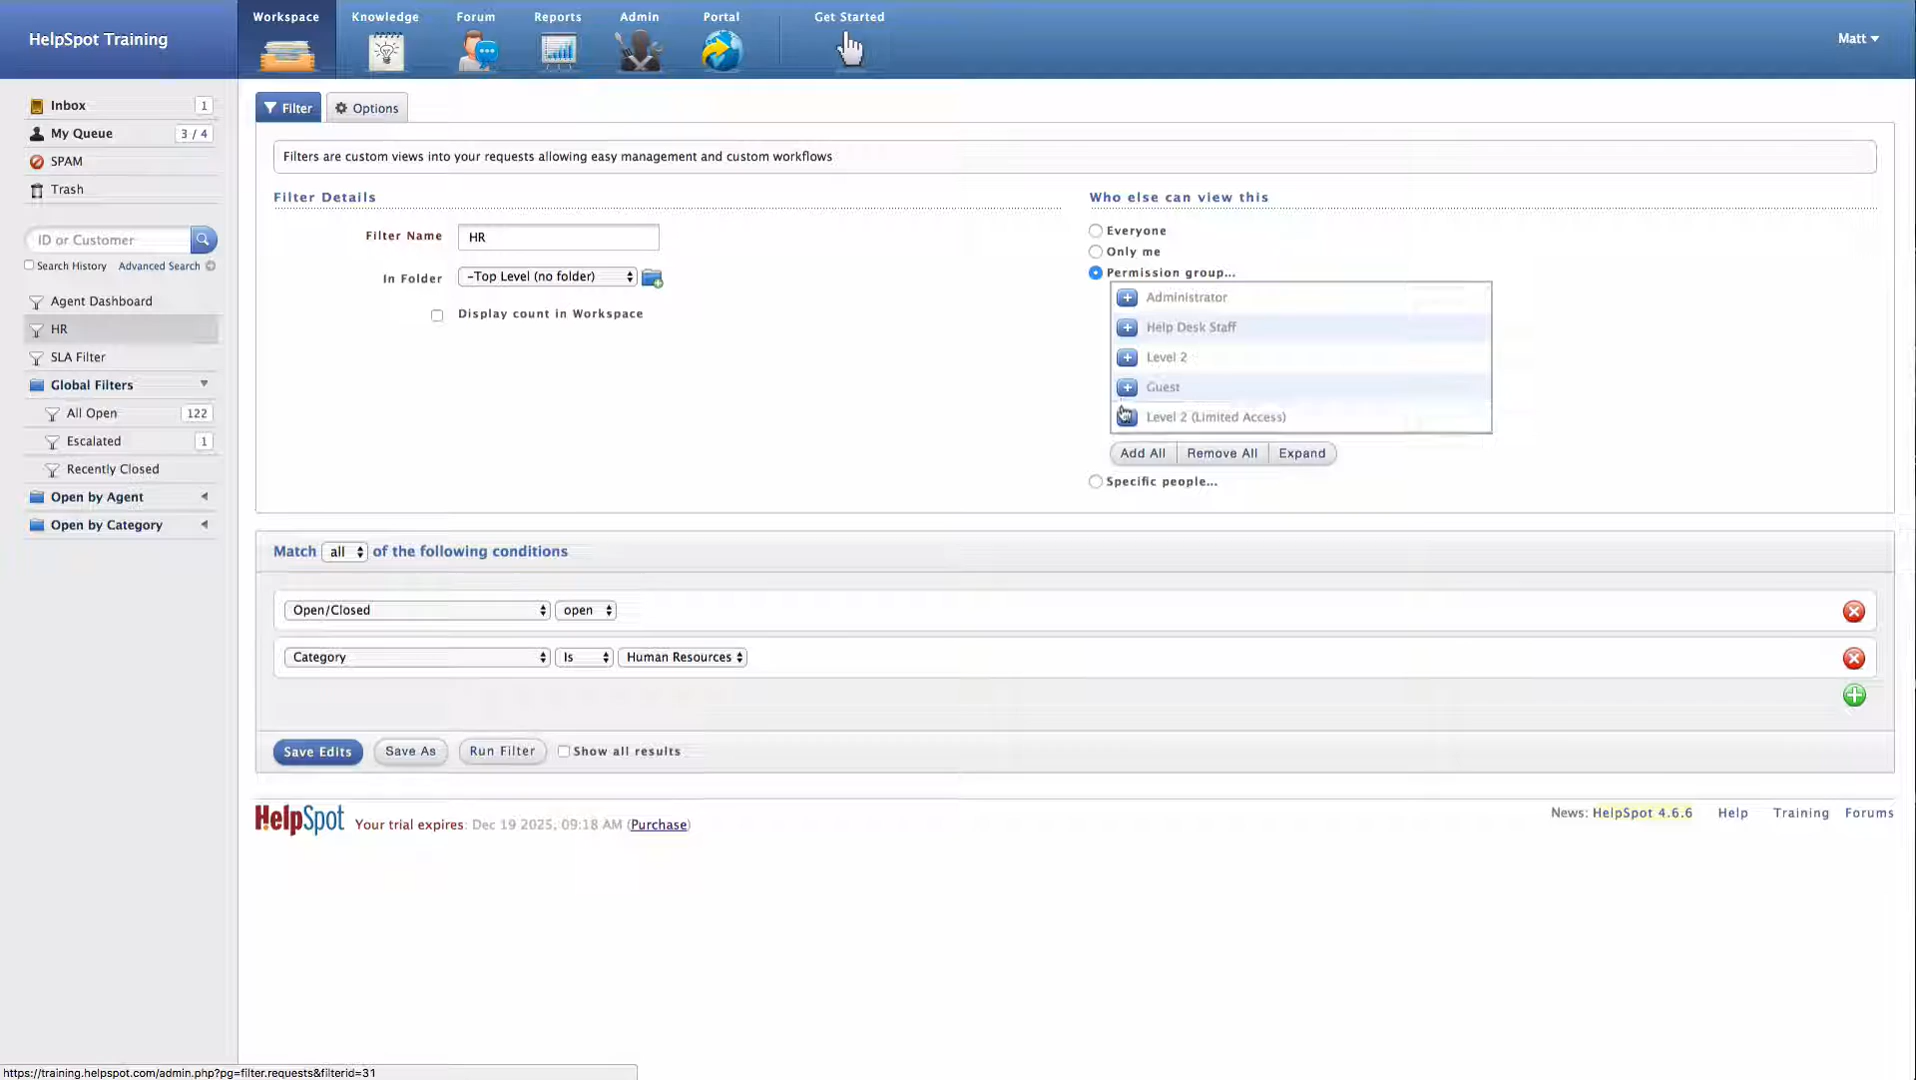 HelpSpot Training
Workspace
Knowledge
Forum
Reports
Admin
Portal
Get Started
Matt
Inbox 1
My Queue 3 / 4
SPAM
Trash
ID or Customer
Search History Advanced Search
Agent Dashboard
HR
SLA Filter
Global Filters
All Open 122
Escalated 1
Recently Closed
Open by Agent
Open by Category
Filter
Options
Filters are custom views into your requests allowing easy management and custom workflows
Filter Details
Filter Name HR
In Folder -Top Level (no folder)
Display count in Workspace
Who else can view this
Everyone
Only me
Permission group...
Administrator
Help Desk Staff
Level 2
Guest
Level 2 (Limited Access)
Add All Remove All Expand
Specific people...
Match all of the following conditions
Open/Closed open
Category Is Human Resources
Save Edits Save As Run Filter Show all results
HelpSpot Your trial expires: Dec 19 2025, 09:18 AM (Purchase)
News: HelpSpot 4.6.6 Help Training Forums
https://training.helpspot.com/admin.php?pg=filter.requests&filterid=31